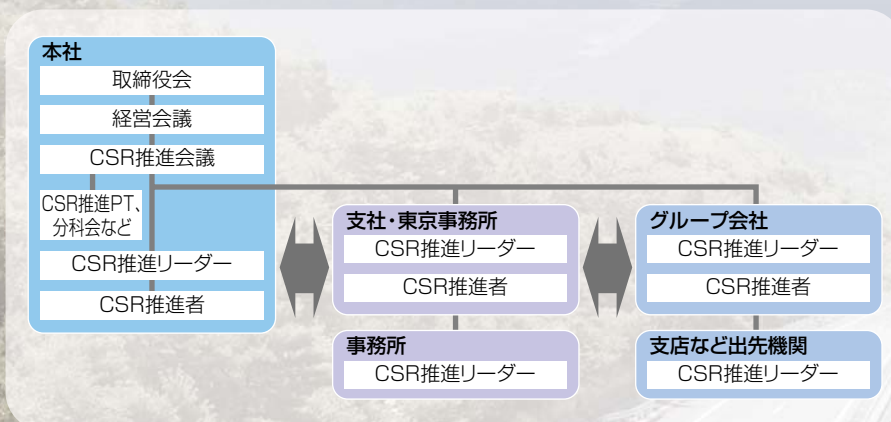 本社
取締役会
経営会議
CSR推進会議
CSR推進PT、
分科会など
CSR推進リーダー
CSR推進者
支社・東京事務所
CSR推進リーダー
CSR推進者
事務所
CSR推進リーダー
グループ会社
CSR推進リーダー
CSR推進者
支店など出先機関
CSR推進リーダー